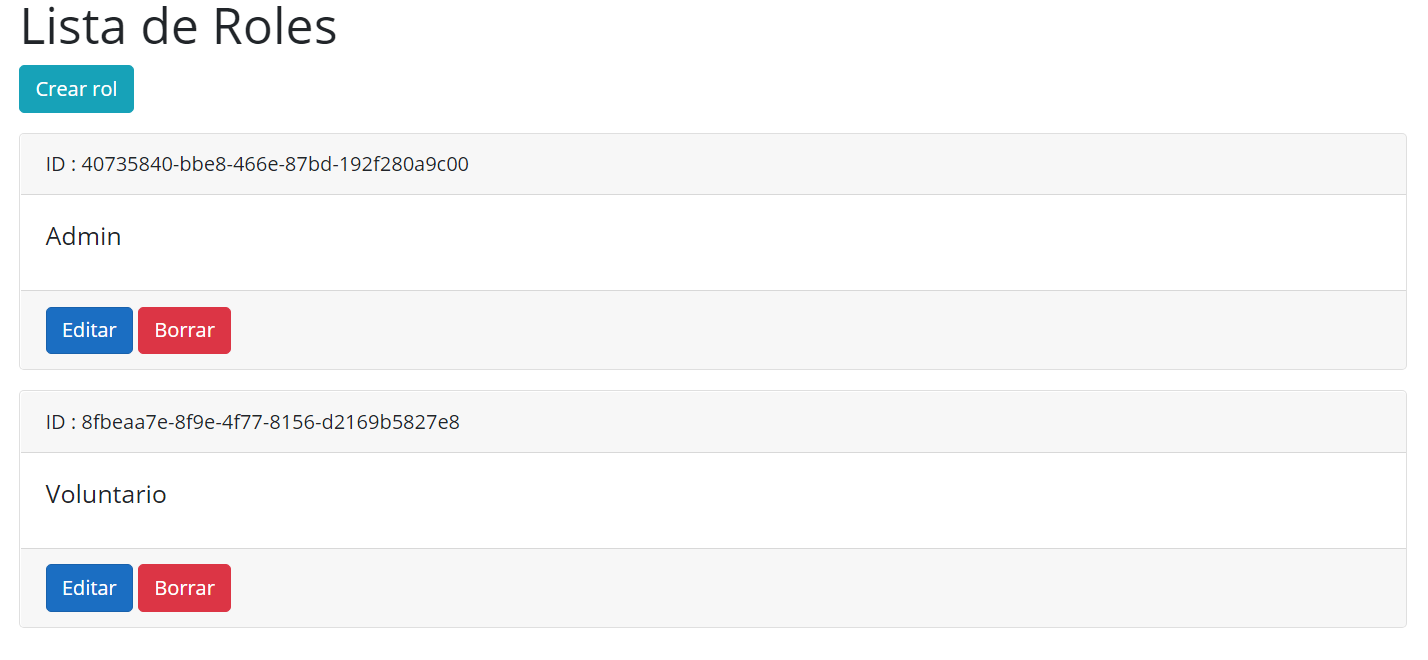 Lista de Roles
Crear rol
ID : 40735840-bbe8-466e-87bd-192f280a9c00
Admin
Editar Borrar
ID : 8fbeaa7e-8f9e-4f77-8156-d2169b5827e8
Voluntario
Editar Borrar